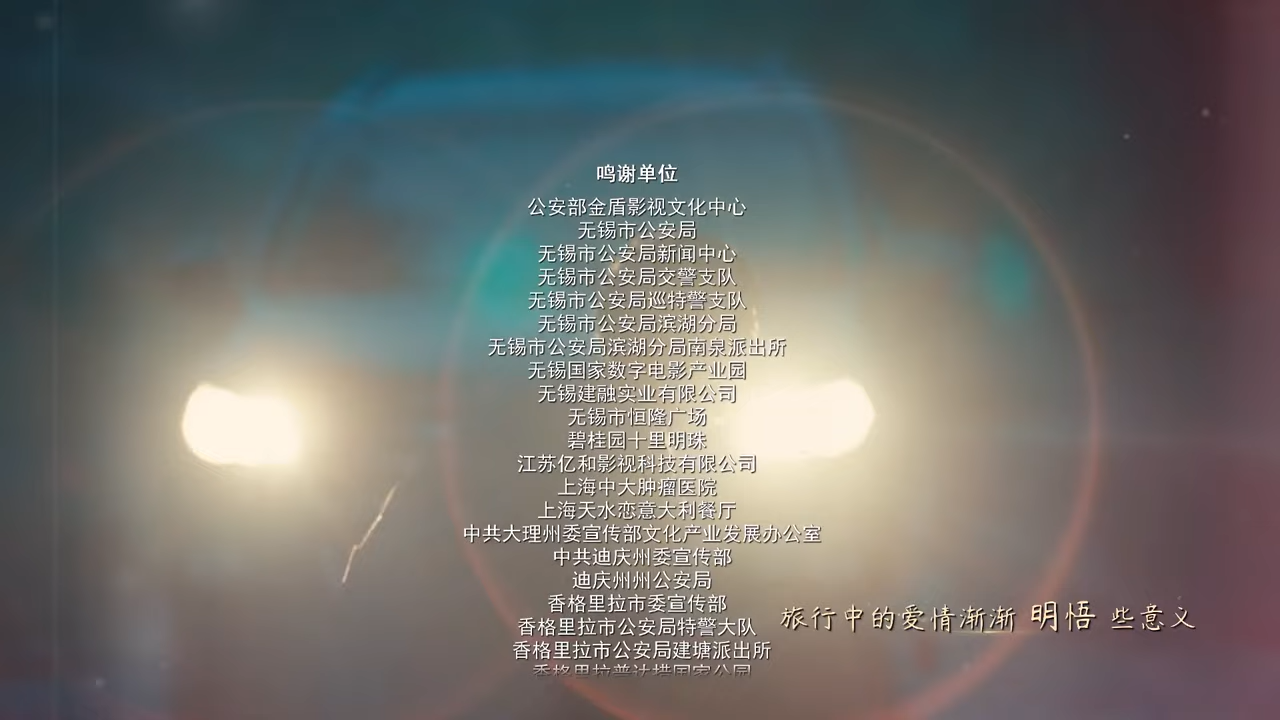 鸣谢单位
公安部金盾影视文化中心
无锡市公安局
无锡市公安局新闻中心
无锡市公安局交警支队
无锡市公安局巡特警支队
无锡市公安局滨湖分局
无锡市公安局滨湖分局南泉派出所
无锡国家数字电影产业园
无锡建融实业有限公司
无锡市恒隆广场
碧桂园十里明珠
江苏亿和影视科技有限公司
上海中大肿瘤医院
上海天水恋意大利餐厅
中共大理州委宣传部文化产业发展办公室
中共迪庆州委宣传部
迪庆州州公安局
香格里拉市委宣传部
香格里拉市公安局特警大队
旅行中的爱情渐渐 明悟 些意义
香格里拉市公安局建塘派出所
香格里拉普达措国家公园